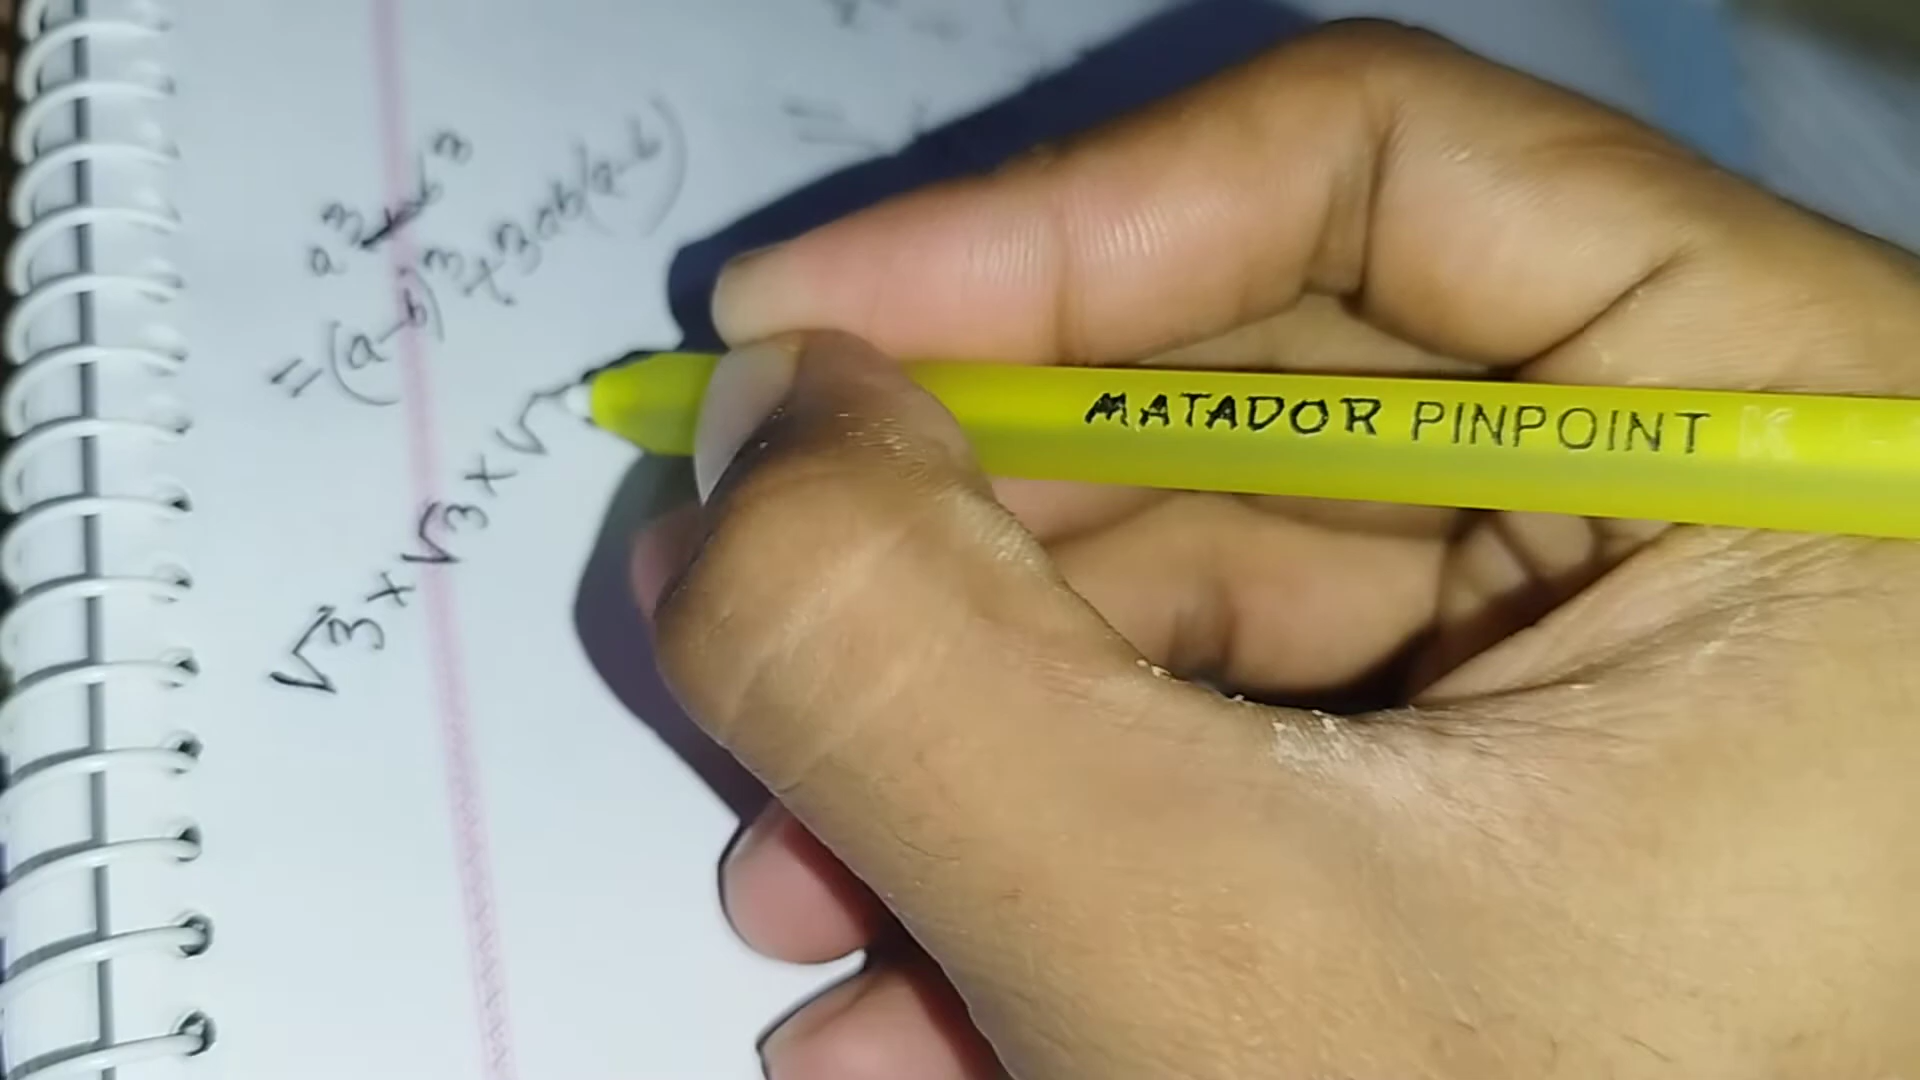 a³-b³
=(a-b)³+3ab(a-b)
√3×√3×√
MATADOR PINPOINT